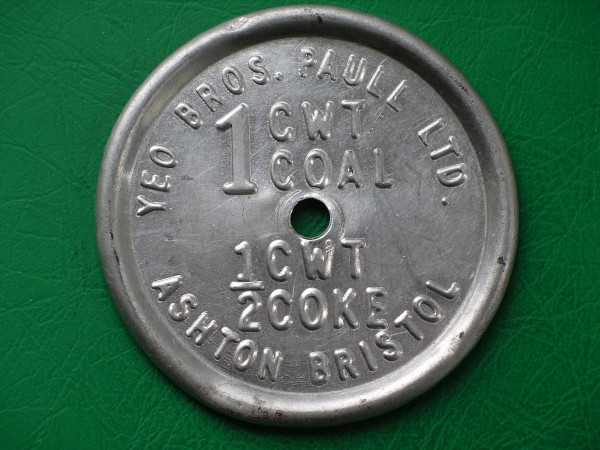 YEO BROS. PAULL LTD.
1 CWT
COAL
1/2 CWT
COKE
ASHTON BRISTOL